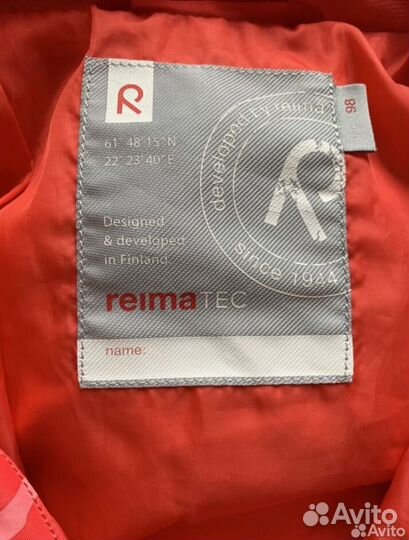 61° 48' 15" N
22° 23' 40" E
Designed
& developed
in Finland
reimaTEC
name:
developed by reima
since 1944
98
Avito
Avito